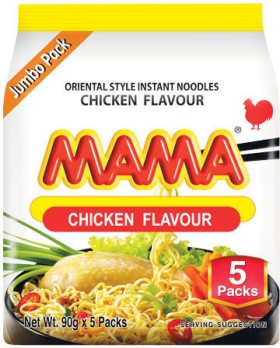 Jumbo Pack
ORIENTAL STYLE INSTANT NOODLES
CHICKEN FLAVOUR
MAMA®
CHICKEN FLAVOUR
5
Packs
Net Wt. 90g x 5 Packs
SERVING SUGGESTION